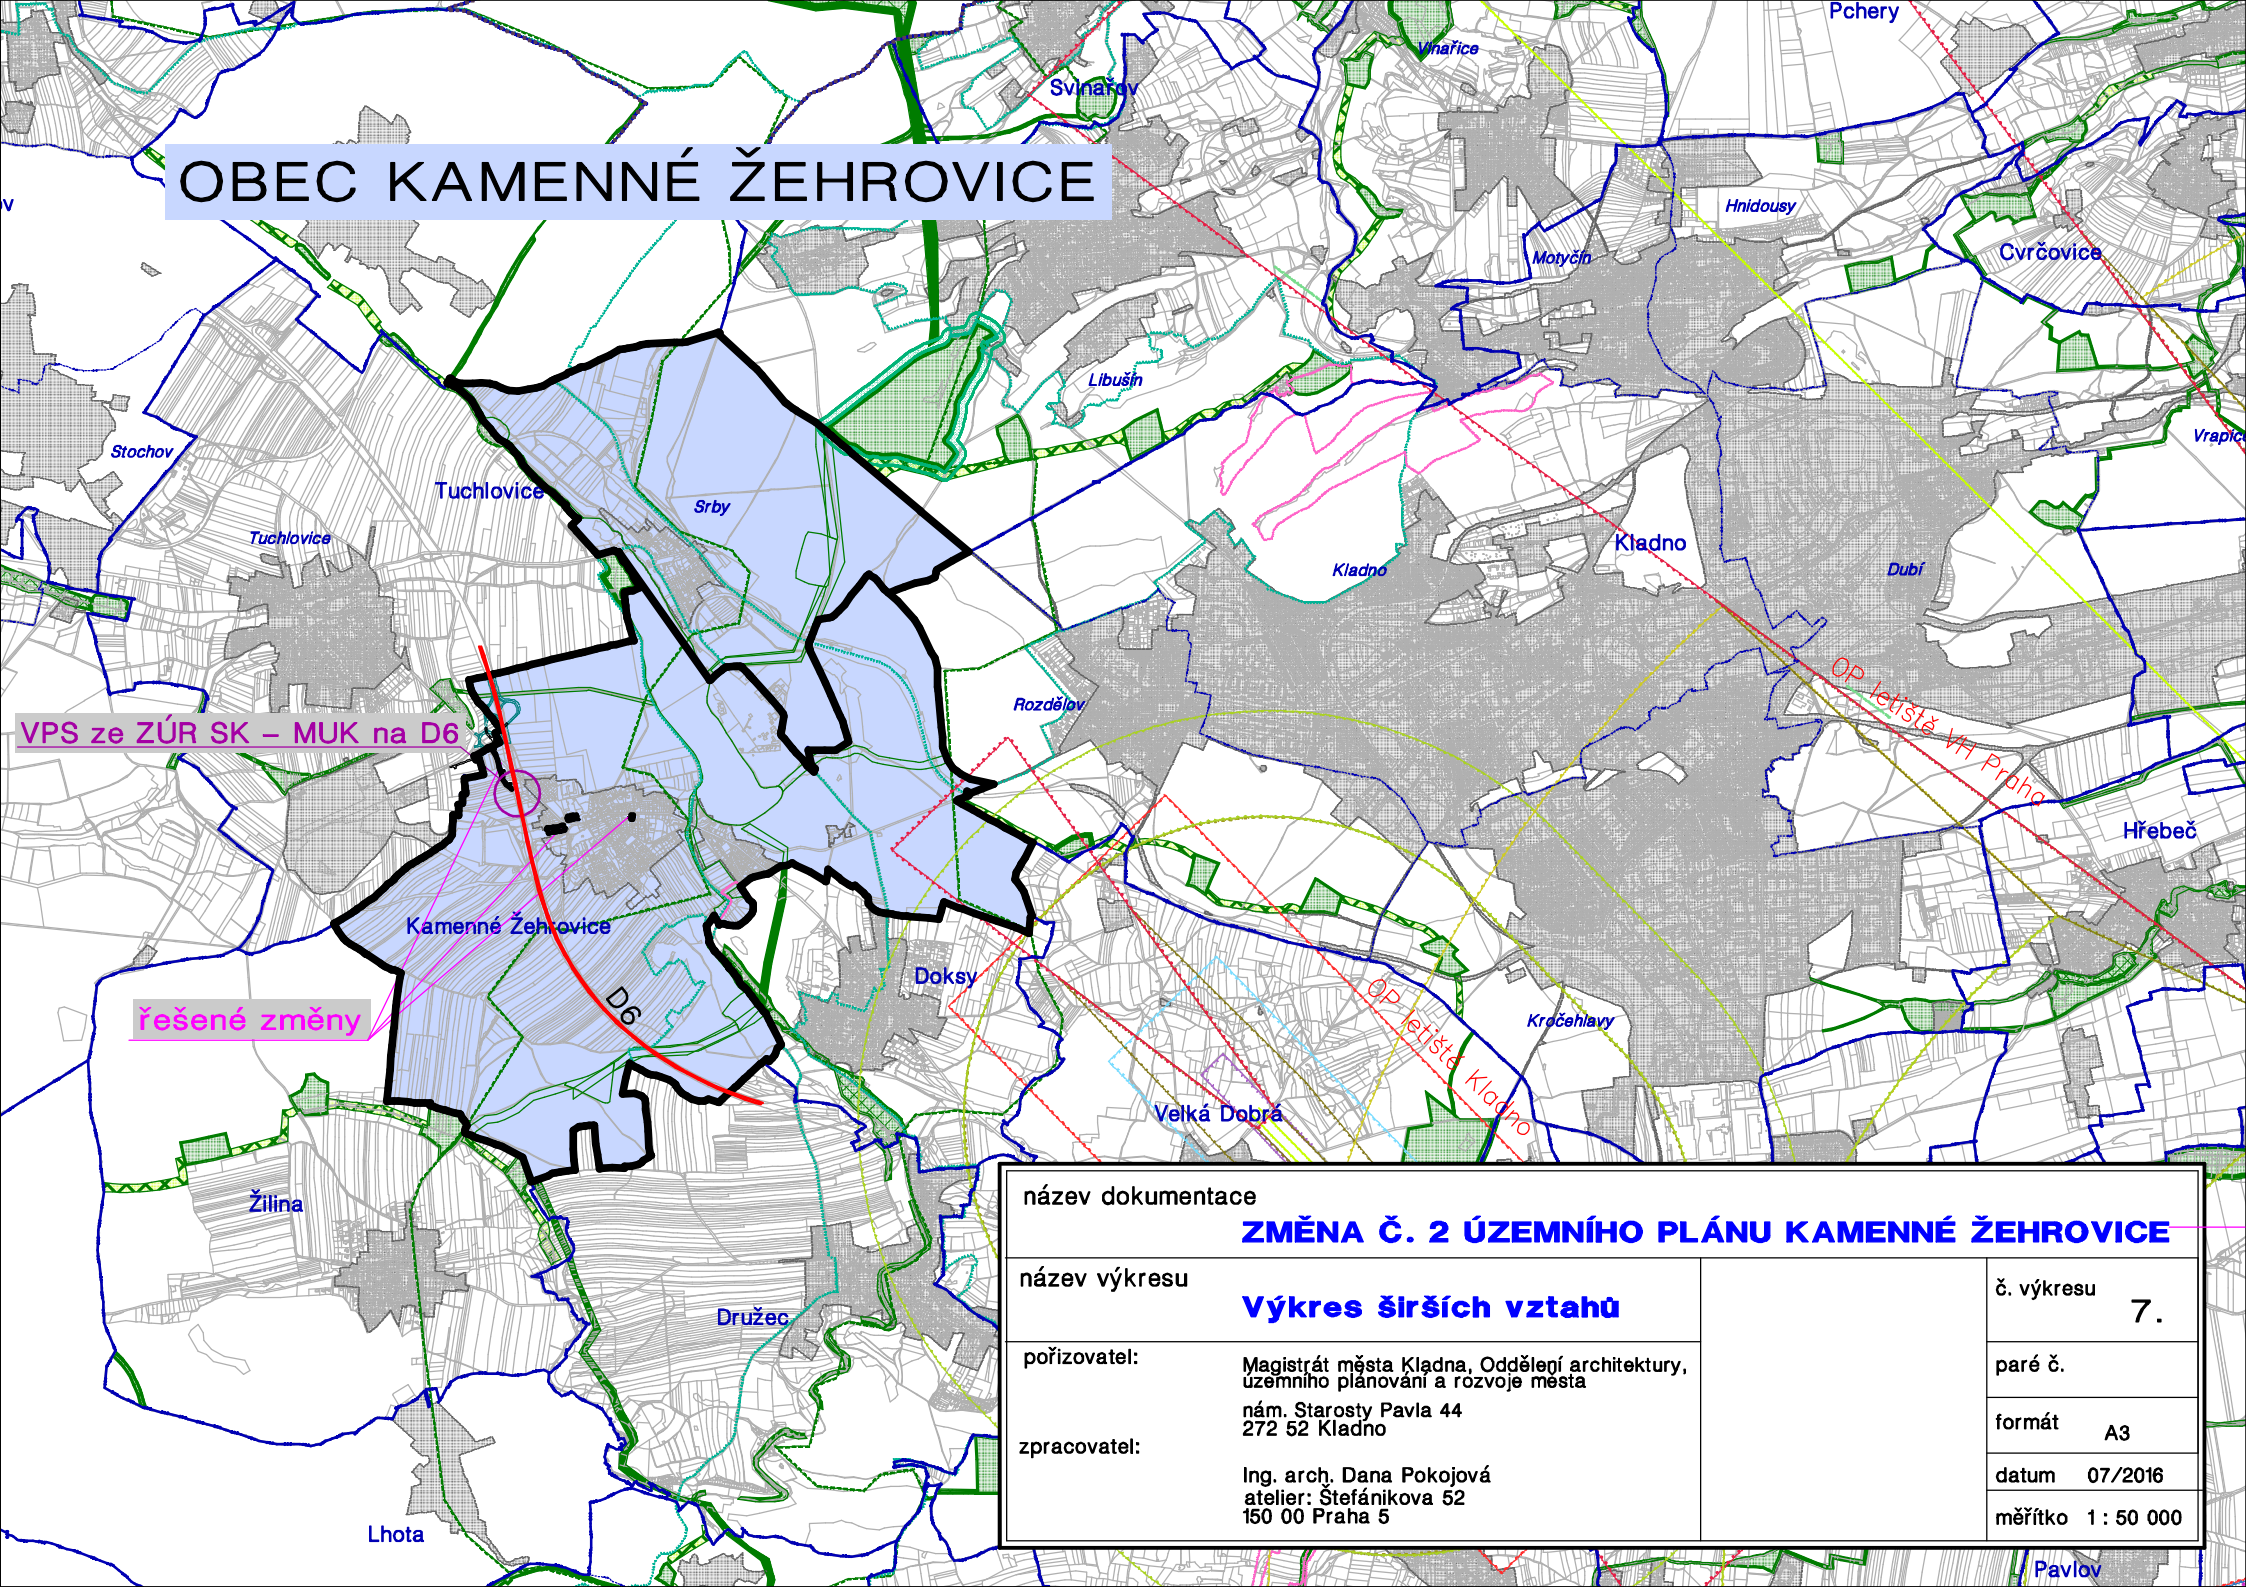 Pchery
Vinařice
Svinařov
OBEC KAMENNÉ ŽEHROVICE
Hnidousy
Cvrčovice
Motyčín
Libušín
Stochov
Vrapic
Tuchlovice
Srby
Tuchlovice
Kladno
Kladno
Dubí
Rozdělov
OP letiště VH Praha
VPS ze ZÚR SK – MUK na D6
Hřebeč
Kamenné Žehrovice
Doksy
D6
řešené změny
OP letiště Kladno
Kročehlavy
Velká Dobrá
Žilina
Družec
Lhota
Pavlov
název dokumentace
ZMĚNA Č. 2 ÚZEMNÍHO PLÁNU KAMENNÉ ŽEHROVICE
název výkresu
Výkres širších vztahů
č. výkresu 7.
pořizovatel:
Magistrát města Kladna, Oddělení architektury,
územního plánování a rozvoje města
nám. Starosty Pavla 44
272 52 Kladno
zpracovatel:
Ing. arch. Dana Pokojová
atelier: Štefánikova 52
150 00 Praha 5
paré č.
formát A3
datum 07/2016
měřítko 1 : 50 000